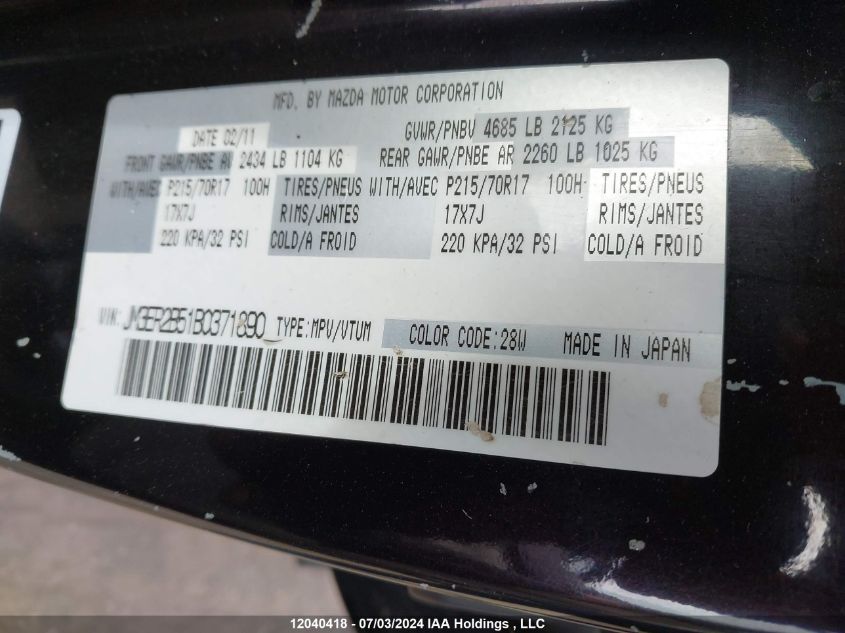 MFD. BY MAZDA MOTOR CORPORATION
DATE 02/11 GVWR/PNBV 4685 LB 2125 KG
FRONT GAWR/PNBE AV 2434 LB 1104 KG REAR GAWR/PNBE AR 2260 LB 1025 KG
WITH/AVEC P215/70R17 100H TIRES/PNEUS WITH/AVEC P215/70R17 100H TIRES/PNEUS
17X7J RIMS/JANTES 17X7J RIMS/JANTES
220 KPA/32 PSI COLD/A FROID 220 KPA/32 PSI COLD/A FROID
VIN: JM3ER2B51B0371890 TYPE:MPV/VTUM COLOR CODE:28W MADE IN JAPAN
12040418 - 07/03/2024 IAA Holdings , LLC